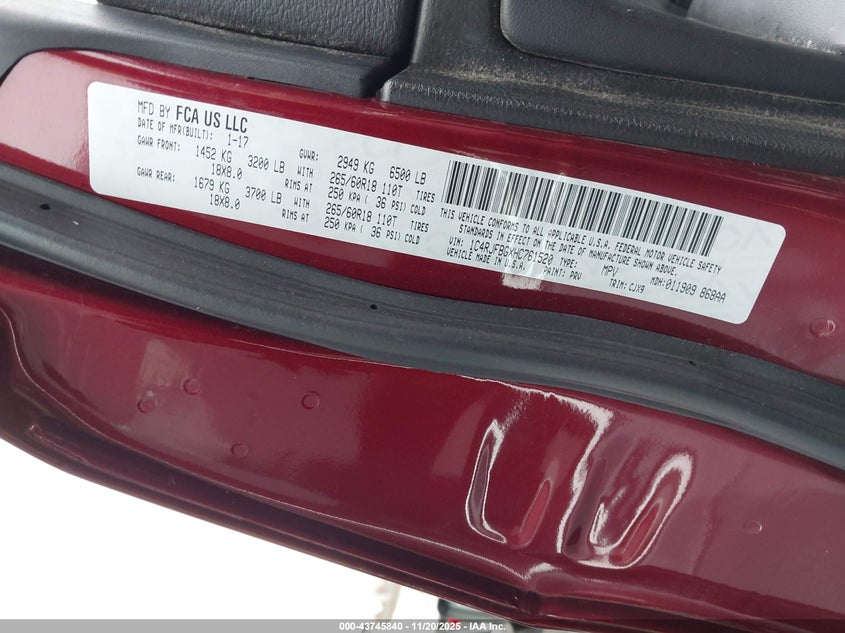 MFD BY FCA US LLC
DATE OF MFR(BUILT): 1-17
GVWR: 2949 KG 6500 LB
GAWR FRONT: 1452 KG 3200 LB WITH 265/60R18 110T TIRES
18X8.0 RIMS AT 250 KPA ( 36 PSI) COLD
GAWR REAR: 1679 KG 3700 LB WITH 265/60R18 110T TIRES
18X8.0 RIMS AT 250 KPA ( 36 PSI) COLD
THIS VEHICLE CONFORMS TO ALL APPLICABLE U.S.A. FEDERAL MOTOR VEHICLE SAFETY
STANDARDS IN EFFECT ON THE DATE OF MANUFACTURE SHOWN ABOVE.
VIN: 1C4RJFBGXHC761520 TYPE: MPV MDH: 011909 868AA
VEHICLE MADE IN U.S.A. PAINT: PRV TRIM: CJX9
000-43745840 - 11/20/2025 - IAA Inc.